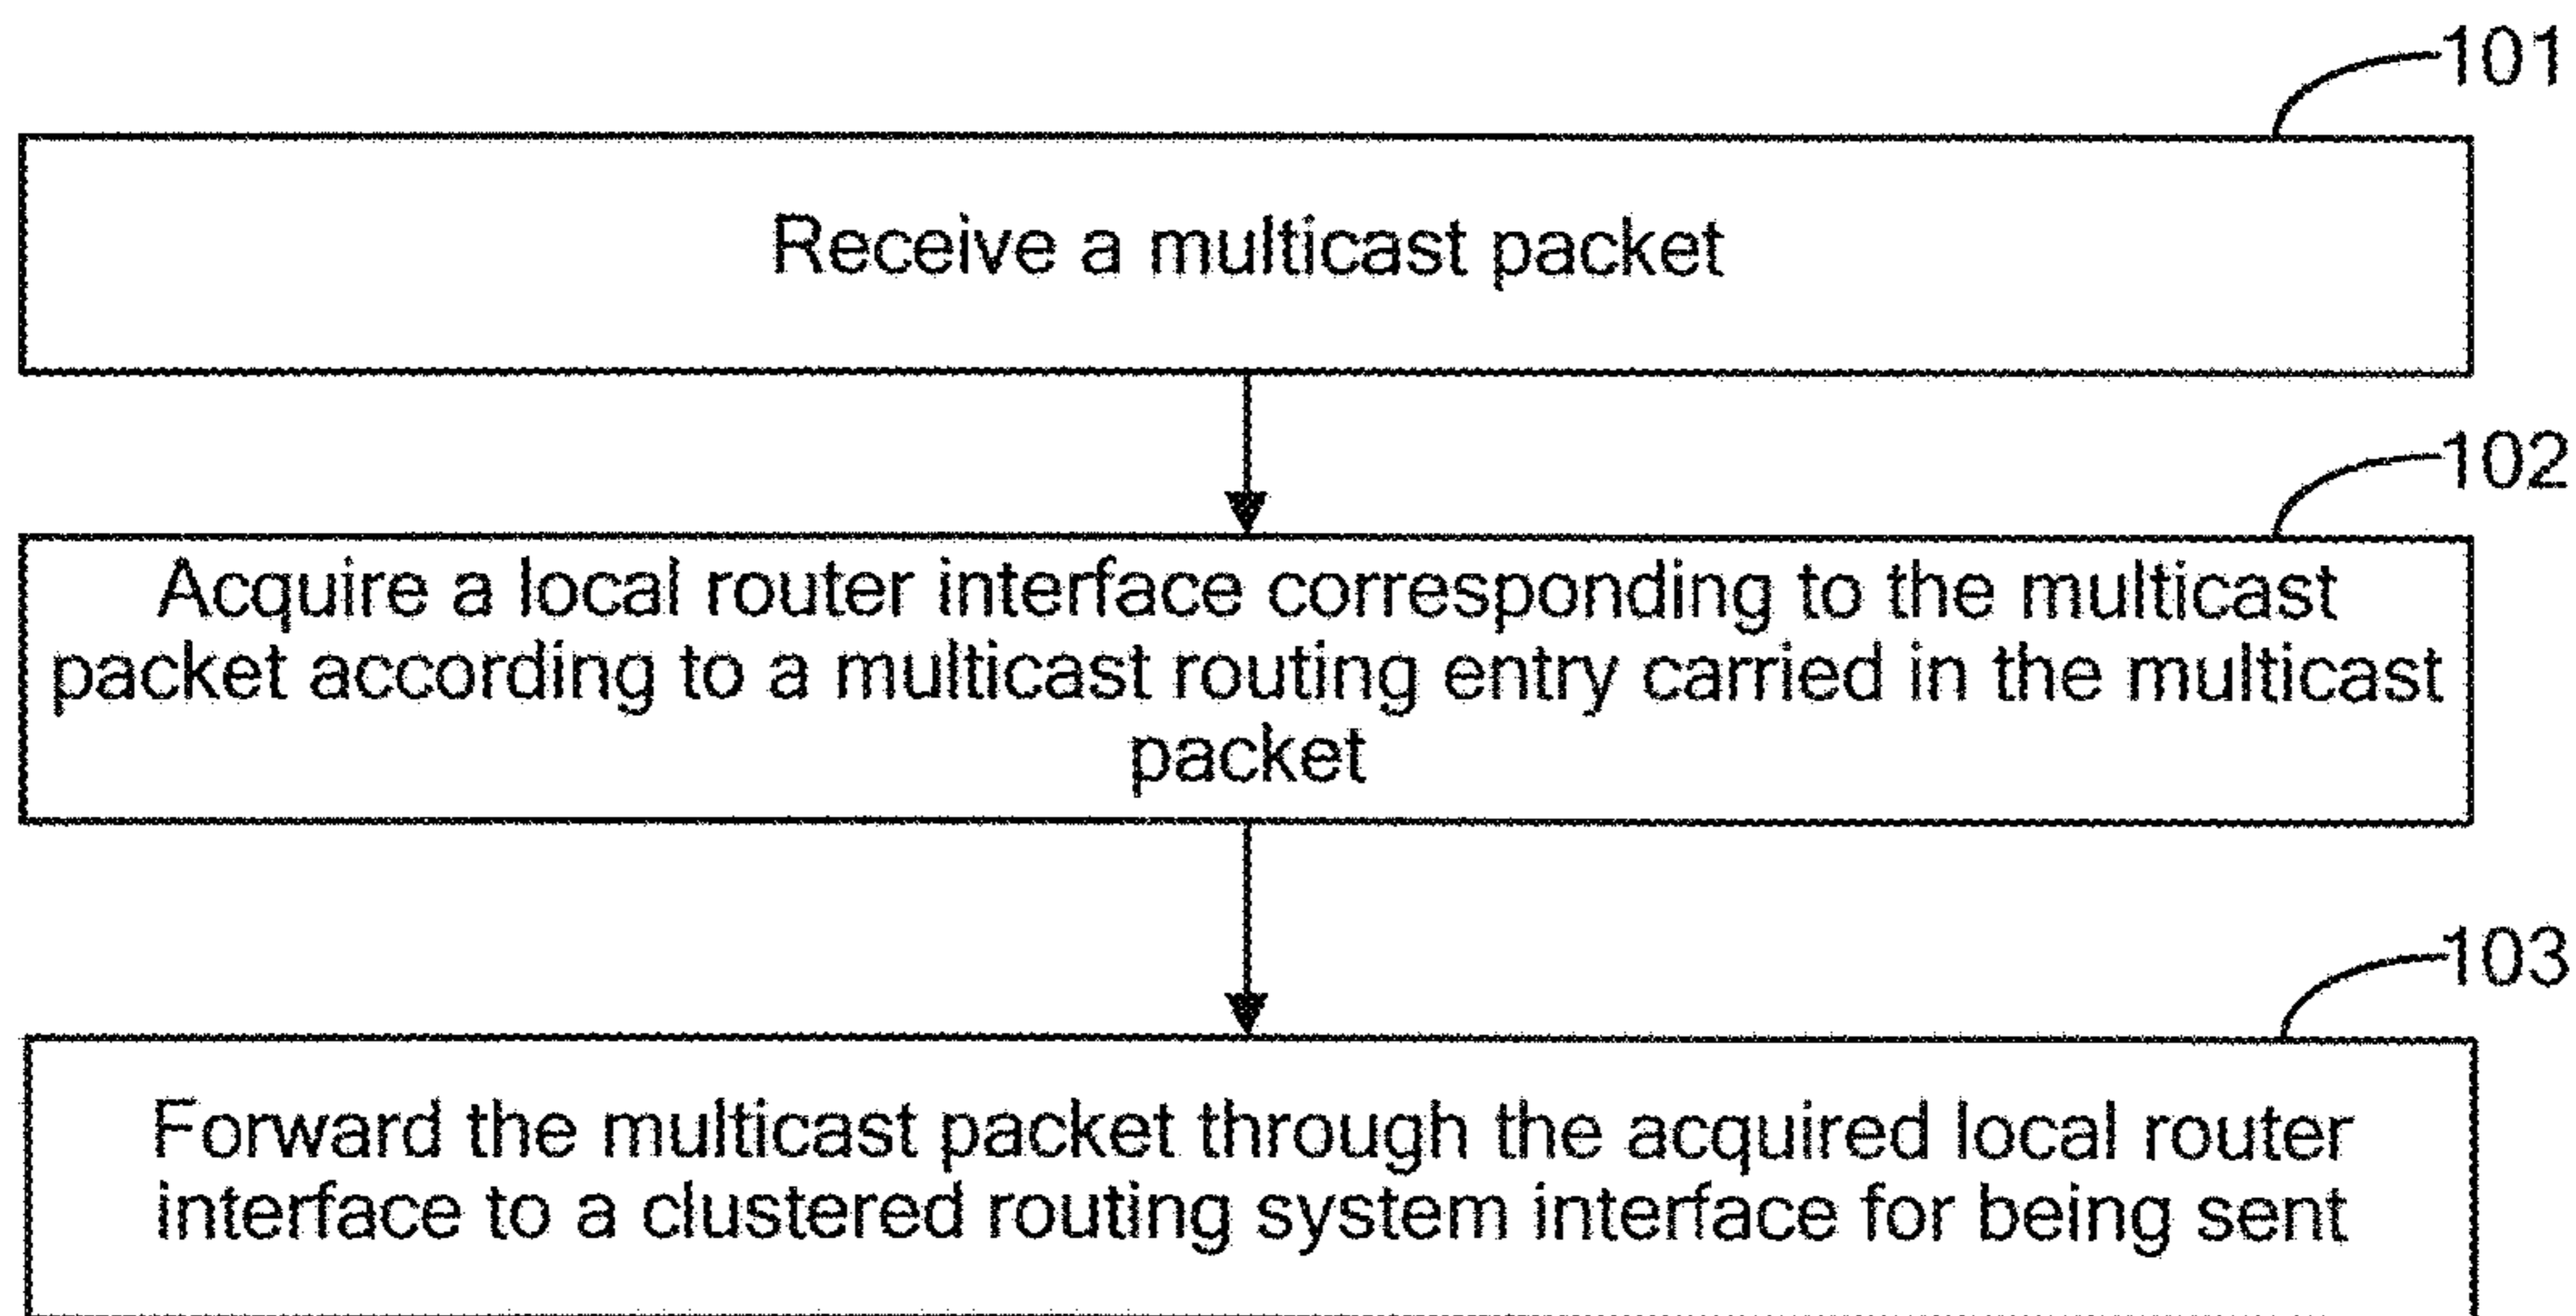 101
Receive a multicast packet
102
Acquire a local router interface corresponding to the multicast
packet according to a multicast routing entry carried in the multicast
packet
103
Forward the multicast packet through the acquired local router
interface to a clustered routing system interface for being sent